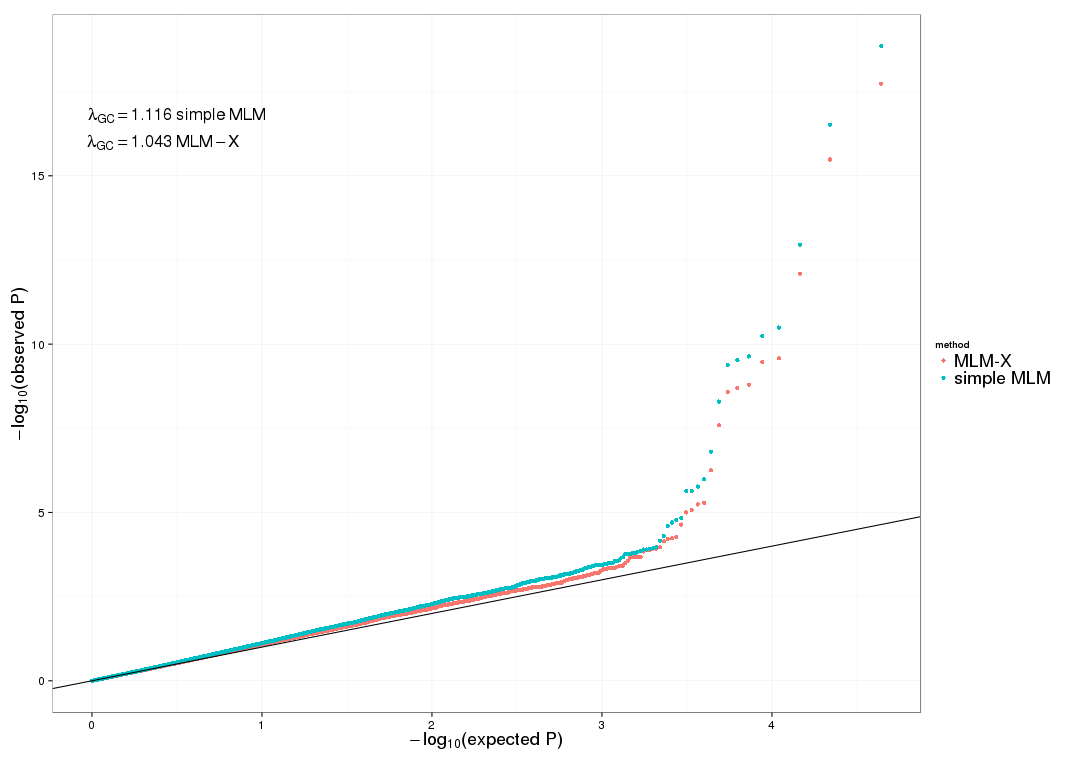 λGC = 1.116 simple MLM
λGC = 1.043 MLM − X
15
10
5
0
−log10(observed P)
0 1 2 3 4
−log10(expected P)
method
MLM-X
simple MLM